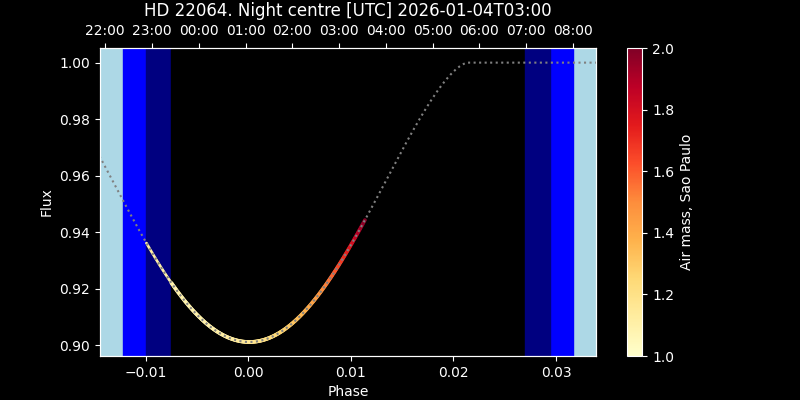 HD 22064. Night centre [UTC] 2026-01-04T03:00
22:00 23:00 00:00 01:00 02:00 03:00 04:00 05:00 06:00 07:00 08:00
1.00
0.98
0.96
0.94
0.92
0.90
Flux
−0.01 0.00 0.01 0.02 0.03
Phase
2.0
1.8
1.6
1.4
1.2
1.0
Air mass, Sao Paulo